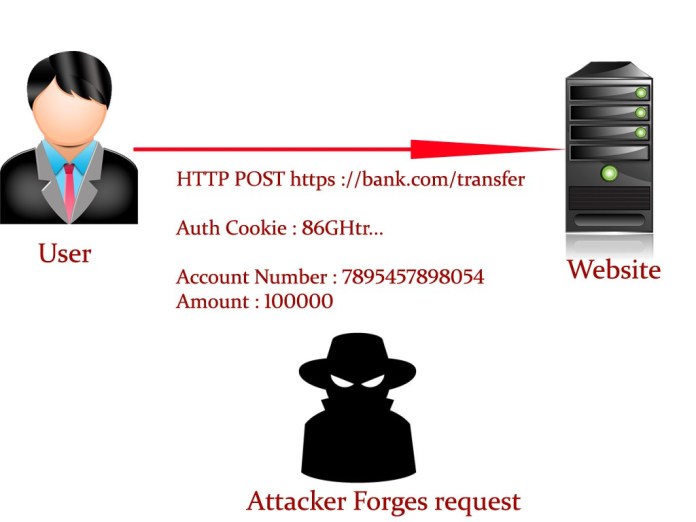 HTTP POST https ://bank.com/transfer
Auth Cookie : 86GHtr...
User
Website
Account Number : 7895457898054
Amount : 100000
Attacker Forges request